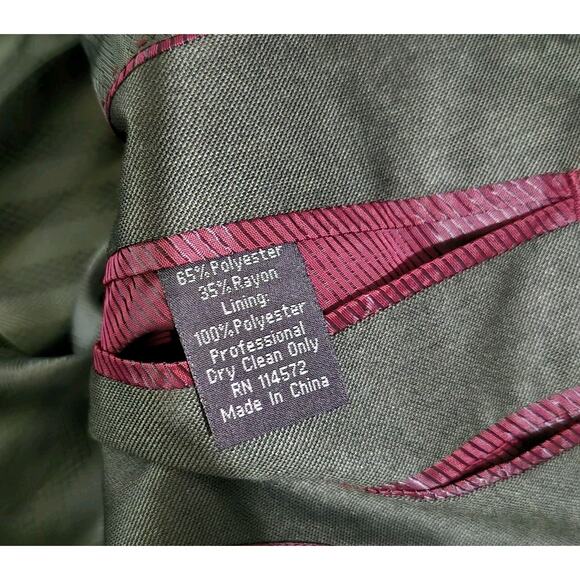 65% Polyester
35% Rayon
Lining:
100% Polyester
Professional
Dry Clean Only
RN 114572
Made In China